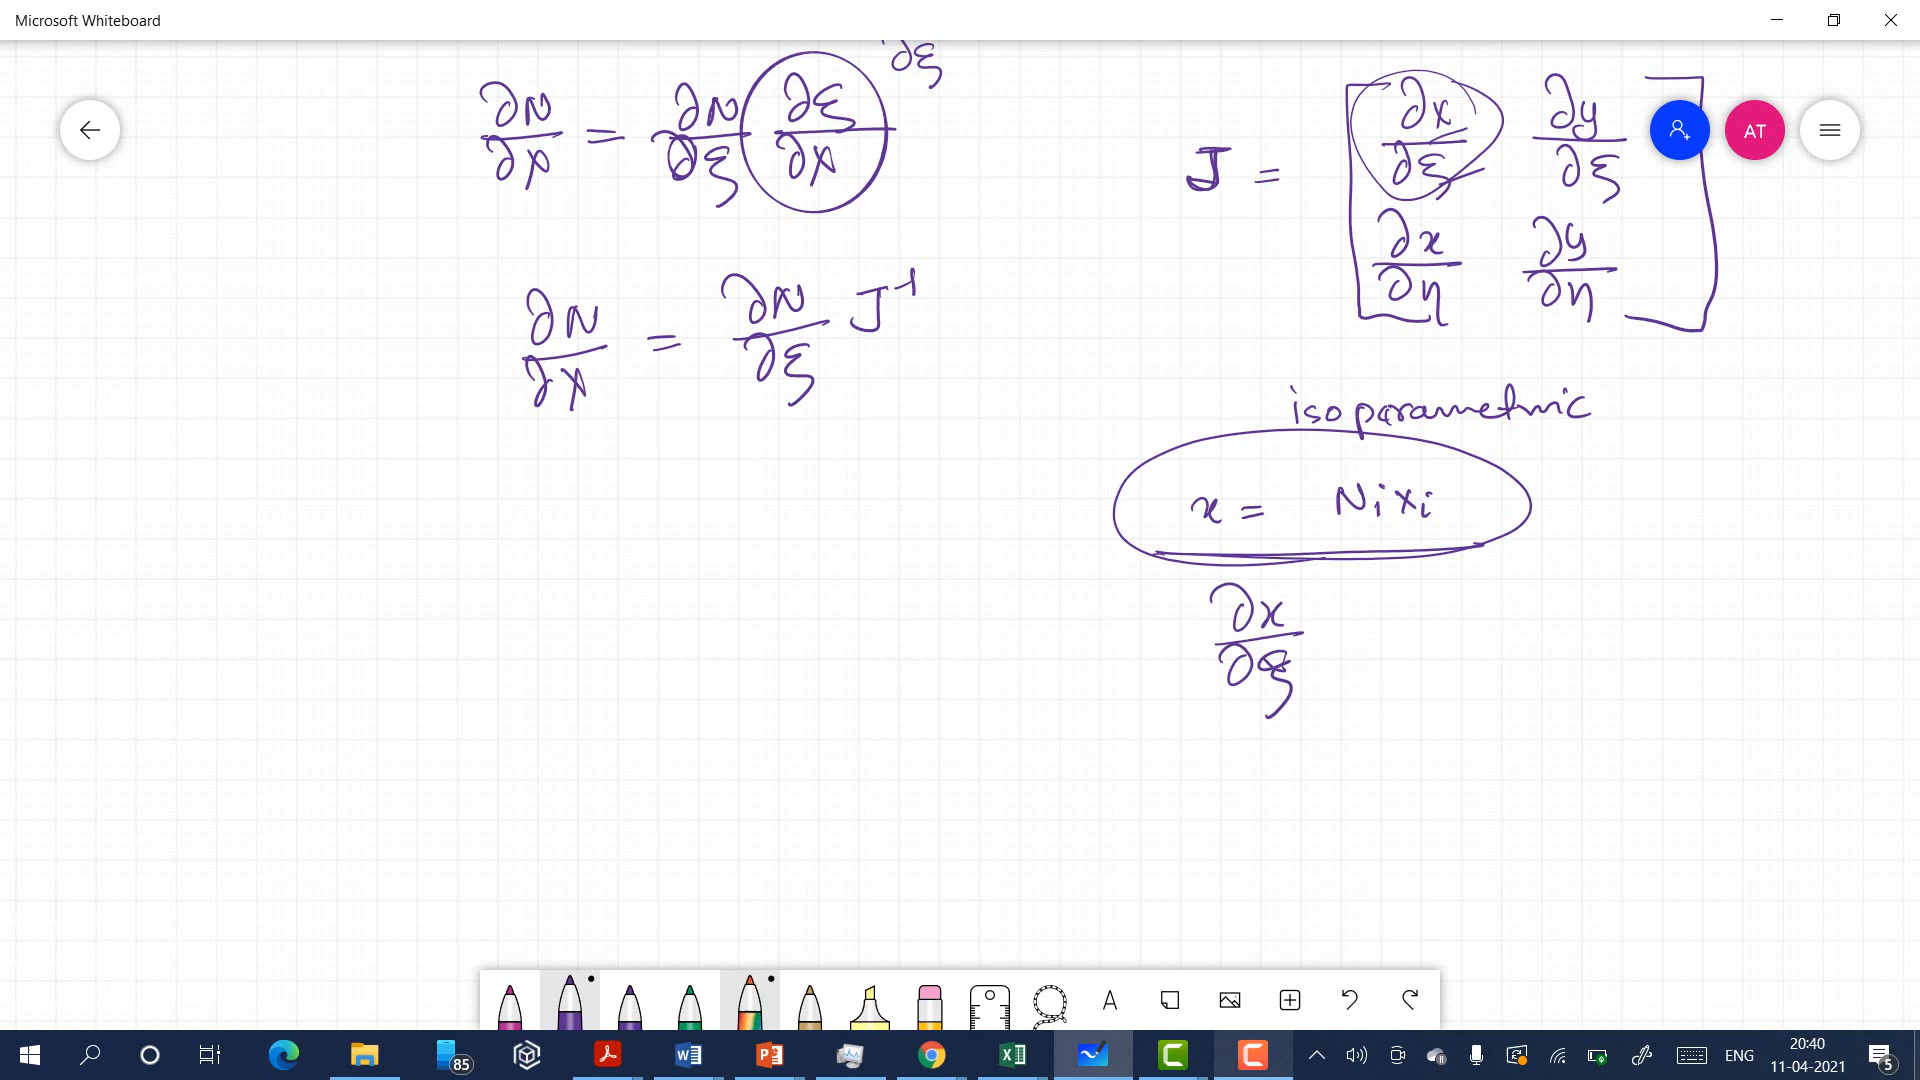 Microsoft Whiteboard
∂ξ
∂N/∂x = ∂N/∂ξ ∂ξ/∂x
J = [∂x/∂ξ ∂y/∂ξ
∂x/∂η ∂y/∂η]
AT
∂N/∂x = ∂N/∂ξ J⁻¹
isoparametric
x = Nixi
∂x/∂ξ
A
85
ENG
20:40
11-04-2021
5